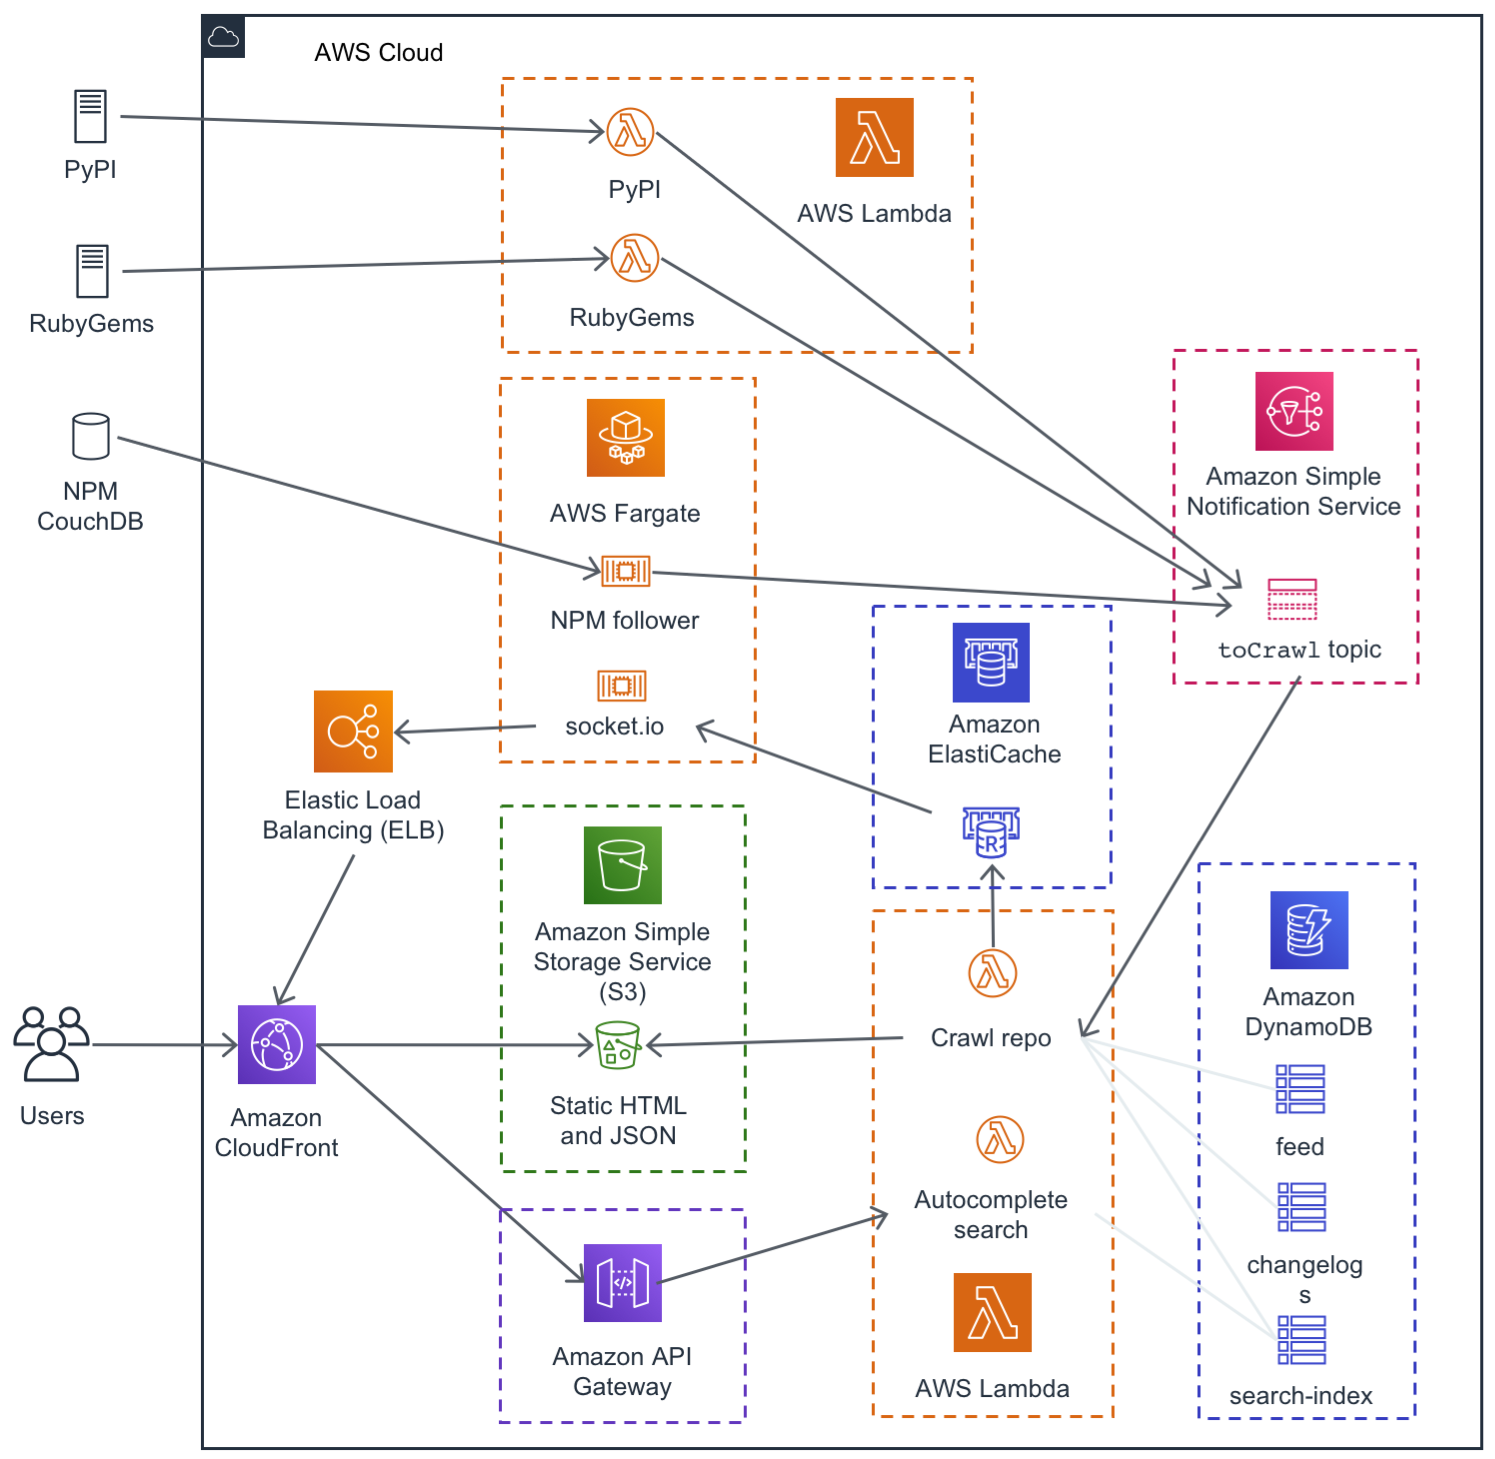 AWS Cloud
PyPI
PyPI
AWS Lambda
RubyGems
RubyGems
NPM
CouchDB
AWS Fargate
NPM follower
socket.io
Amazon Simple
Notification Service
toCrawl topic
Amazon
ElastiCache
R
Elastic Load
Balancing (ELB)
Amazon Simple
Storage Service
(S3)
Static HTML
and JSON
Crawl repo
Autocomplete
search
AWS Lambda
Amazon
DynamoDB
feed
changelog
s
search-index
Users
Amazon
CloudFront
</>
Amazon API
Gateway